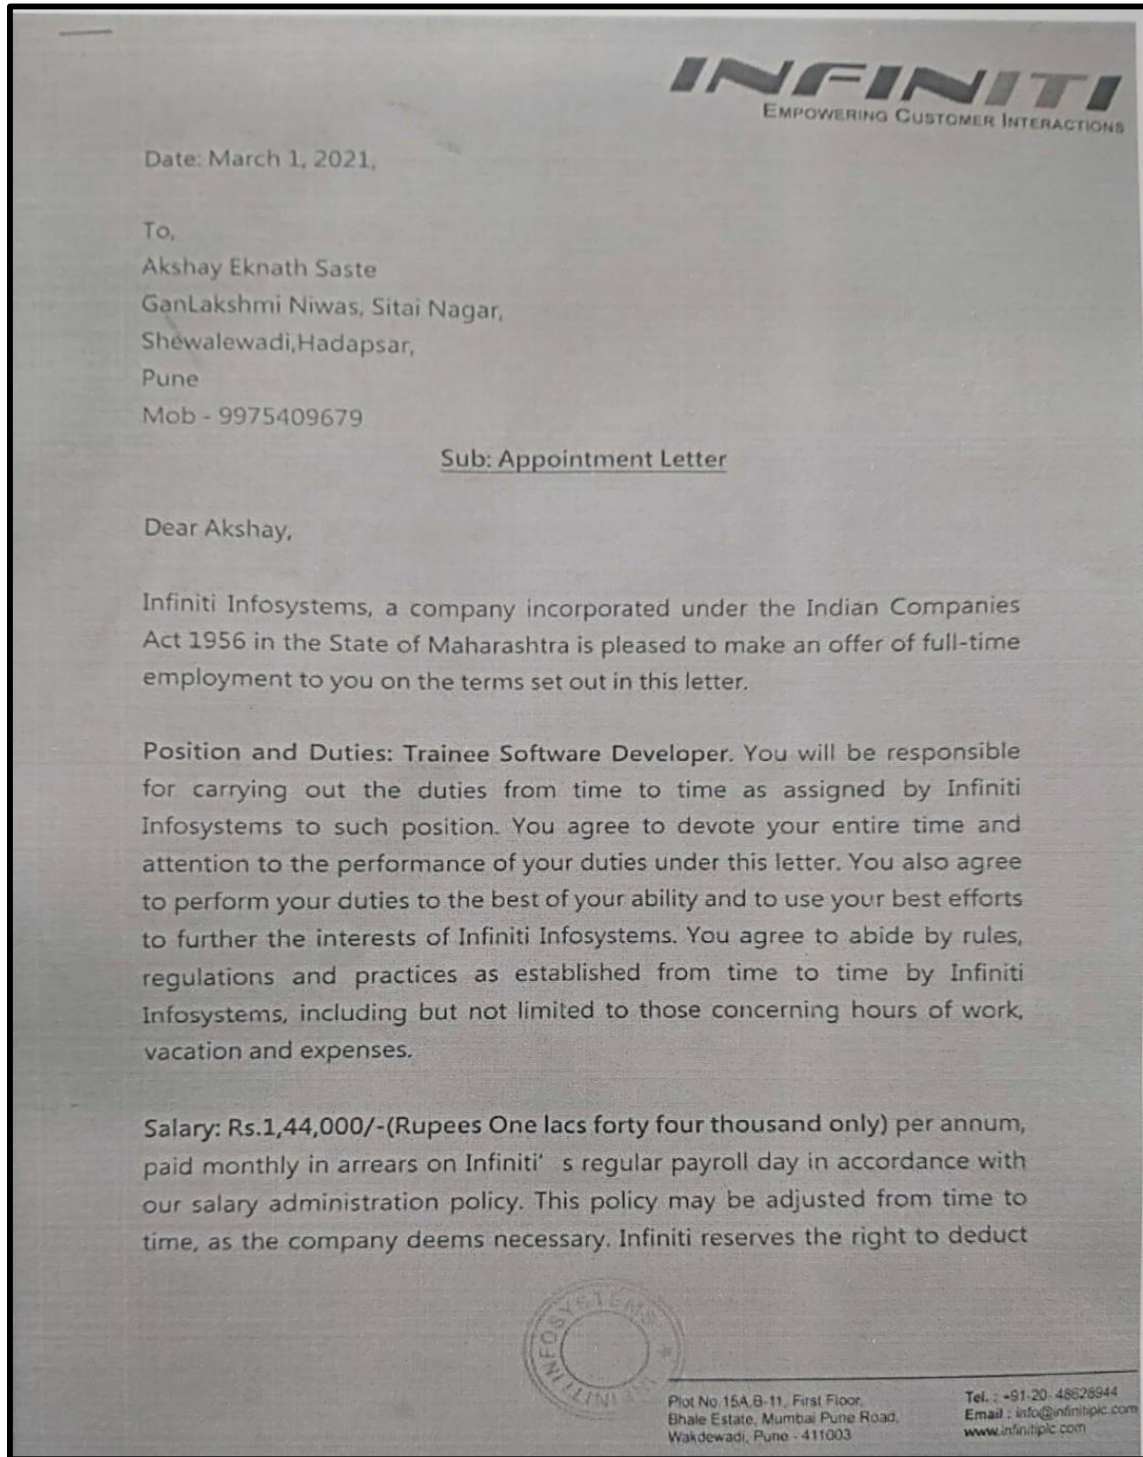 INFINITI
EMPOWERING CUSTOMER INTERACTIONS
Date: March 1, 2021,
To,
Akshay Eknath Saste
GanLakshmi Niwas, Sitai Nagar,
Shewalewadi,Hadapsar,
Pune
Mob - 9975409679
Sub: Appointment Letter
Dear Akshay,
Infiniti Infosystems, a company incorporated under the Indian Companies
Act 1956 in the State of Maharashtra is pleased to make an offer of full-time
employment to you on the terms set out in this letter.
Position and Duties: Trainee Software Developer. You will be responsible
for carrying out the duties from time to time as assigned by Infiniti
Infosystems to such position. You agree to devote your entire time and
attention to the performance of your duties under this letter. You also agree
to perform your duties to the best of your ability and to use your best efforts
to further the interests of Infiniti Infosystems. You agree to abide by rules,
regulations and practices as established from time to time by Infiniti
Infosystems, including but not limited to those concerning hours of work,
vacation and expenses.
Salary: Rs.1,44,000/-(Rupees One lacs forty four thousand only) per annum,
paid monthly in arrears on Infiniti' s regular payroll day in accordance with
our salary administration policy. This policy may be adjusted from time to
time, as the company deems necessary. Infiniti reserves the right to deduct
INFINITI INFOSYSTEMS ★
Plot No.15A,B-11, First Floor,
Bhale Estate, Mumbai Pune Road,
Wakdewadi, Pune - 411003
Tel. : +91-20- 48628944
Email : info@infinitiplc.com
www.infinitiplc.com